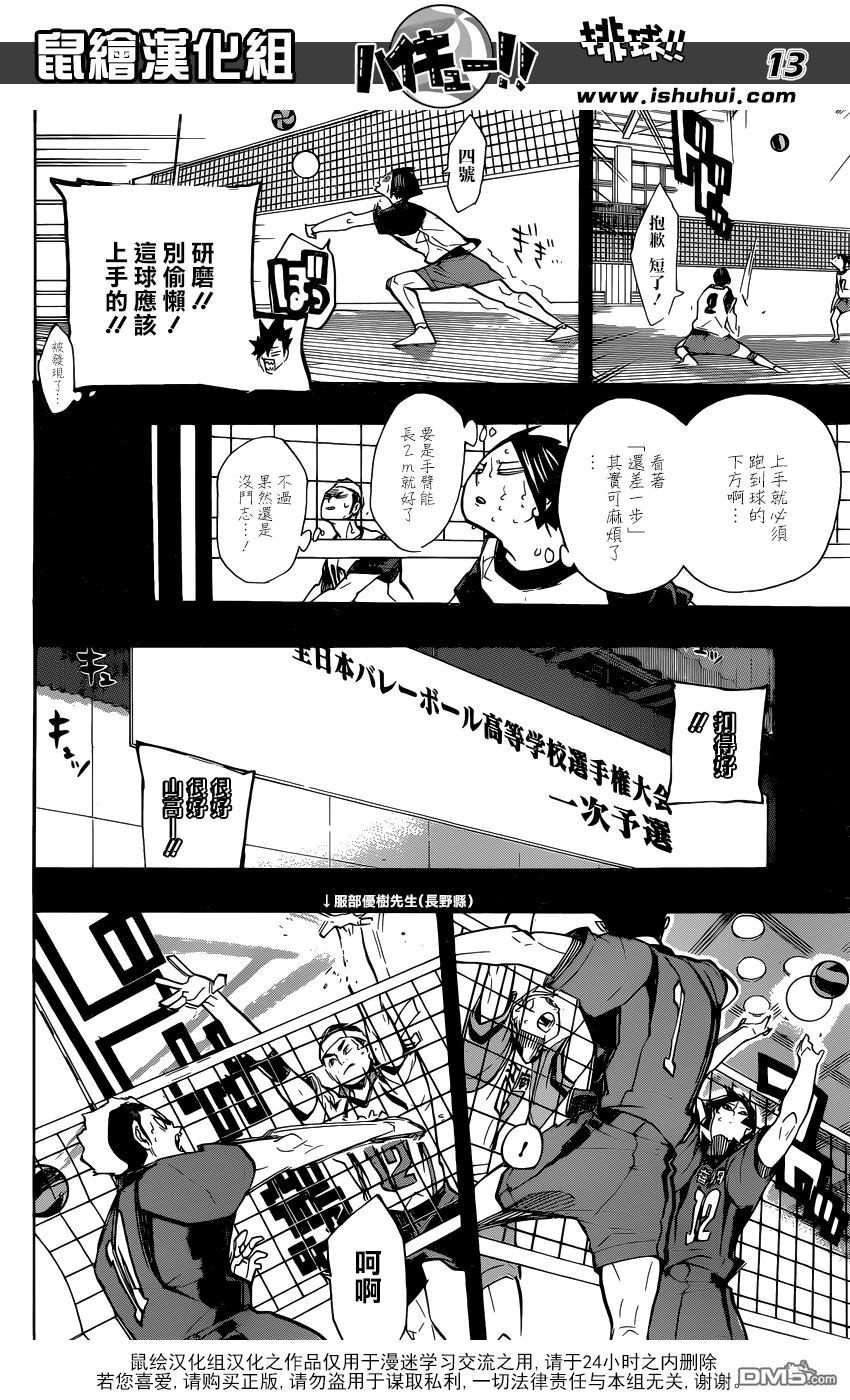 鼠繪漢化組
ハイキュー!!
排球!!
13
www.ishuhui.com
抱歉 短了!
四號
研磨!!
別偷懶!
這球應該
上手的!!
被發現了…
上手就必須
跑到球的
下方啊…
看著
「還差一步」
其實可麻煩了
…
要是手臂能
長2m就好了
不過
果然還是
沒鬥志…!
扣得好
!!
全日本バレーボール高等学校選手権大会
一次予選
很好
很好
山高—!!
↓服部優樹先生(長野縣)
1
12
12
呵啊
鼠绘汉化组汉化之作品仅用于漫迷学习交流之用, 请于24小时之内删除
若您喜爱, 请购买正版, 请勿盗用于谋取私利, 一切法律责任与本组无关, 谢谢。